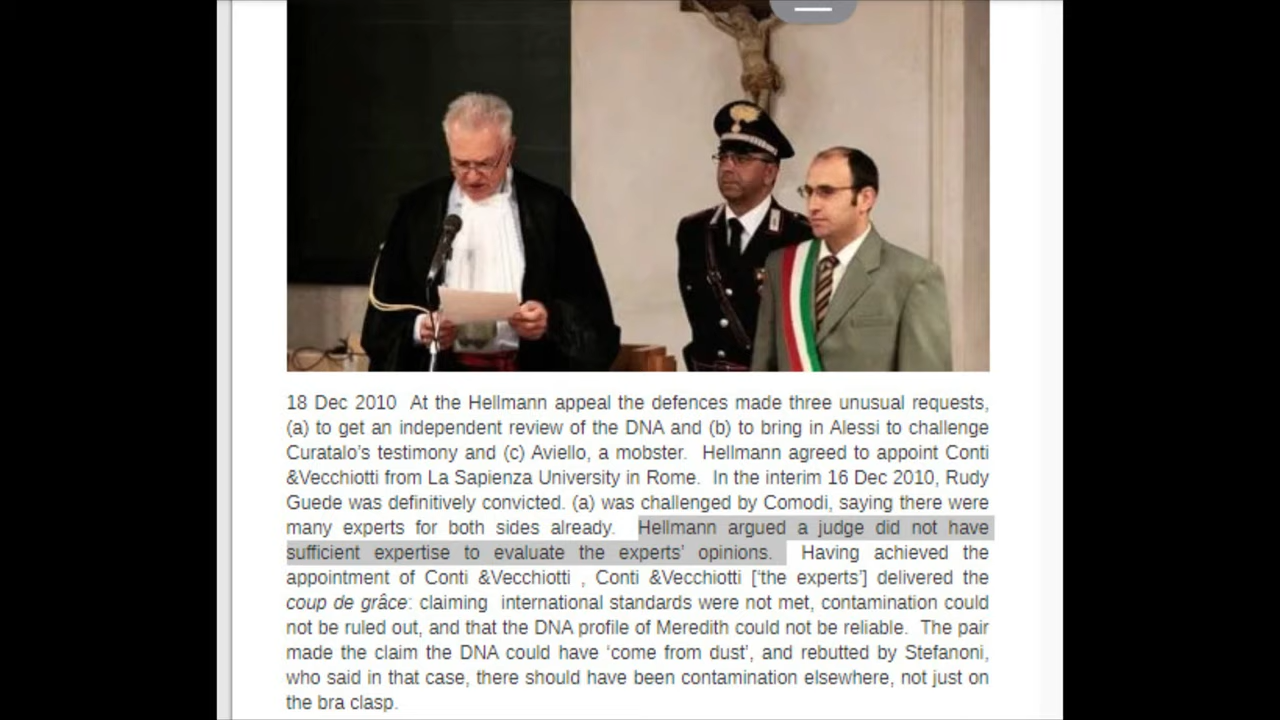 18 Dec 2010  At the Hellmann appeal the defences made three unusual requests,
(a) to get an independent review of the DNA and (b) to bring in Alessi to challenge
Curatalo’s testimony and (c) Aviello, a mobster.  Hellmann agreed to appoint Conti
&Vecchiotti from La Sapienza University in Rome.  In the interim 16 Dec 2010, Rudy
Guede was definitively convicted. (a) was challenged by Comodi, saying there were
many experts for both sides already.  Hellmann argued a judge did not have
sufficient expertise to evaluate the experts’ opinions.  Having achieved the
appointment of Conti &Vecchiotti , Conti &Vecchiotti [‘the experts’] delivered the
coup de grâce: claiming  international standards were not met, contamination could
not be ruled out, and that the DNA profile of Meredith could not be reliable.  The pair
made the claim the DNA could have ‘come from dust’, and rebutted by Stefanoni,
who said in that case, there should have been contamination elsewhere, not just on
the bra clasp.